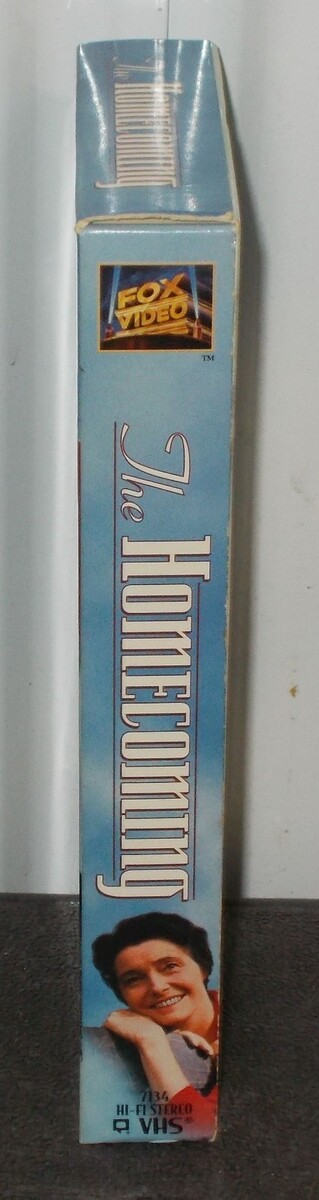 The Homecoming
FOX
VIDEO
TM
The Homecoming
7134
HI-FI STEREO
VHS